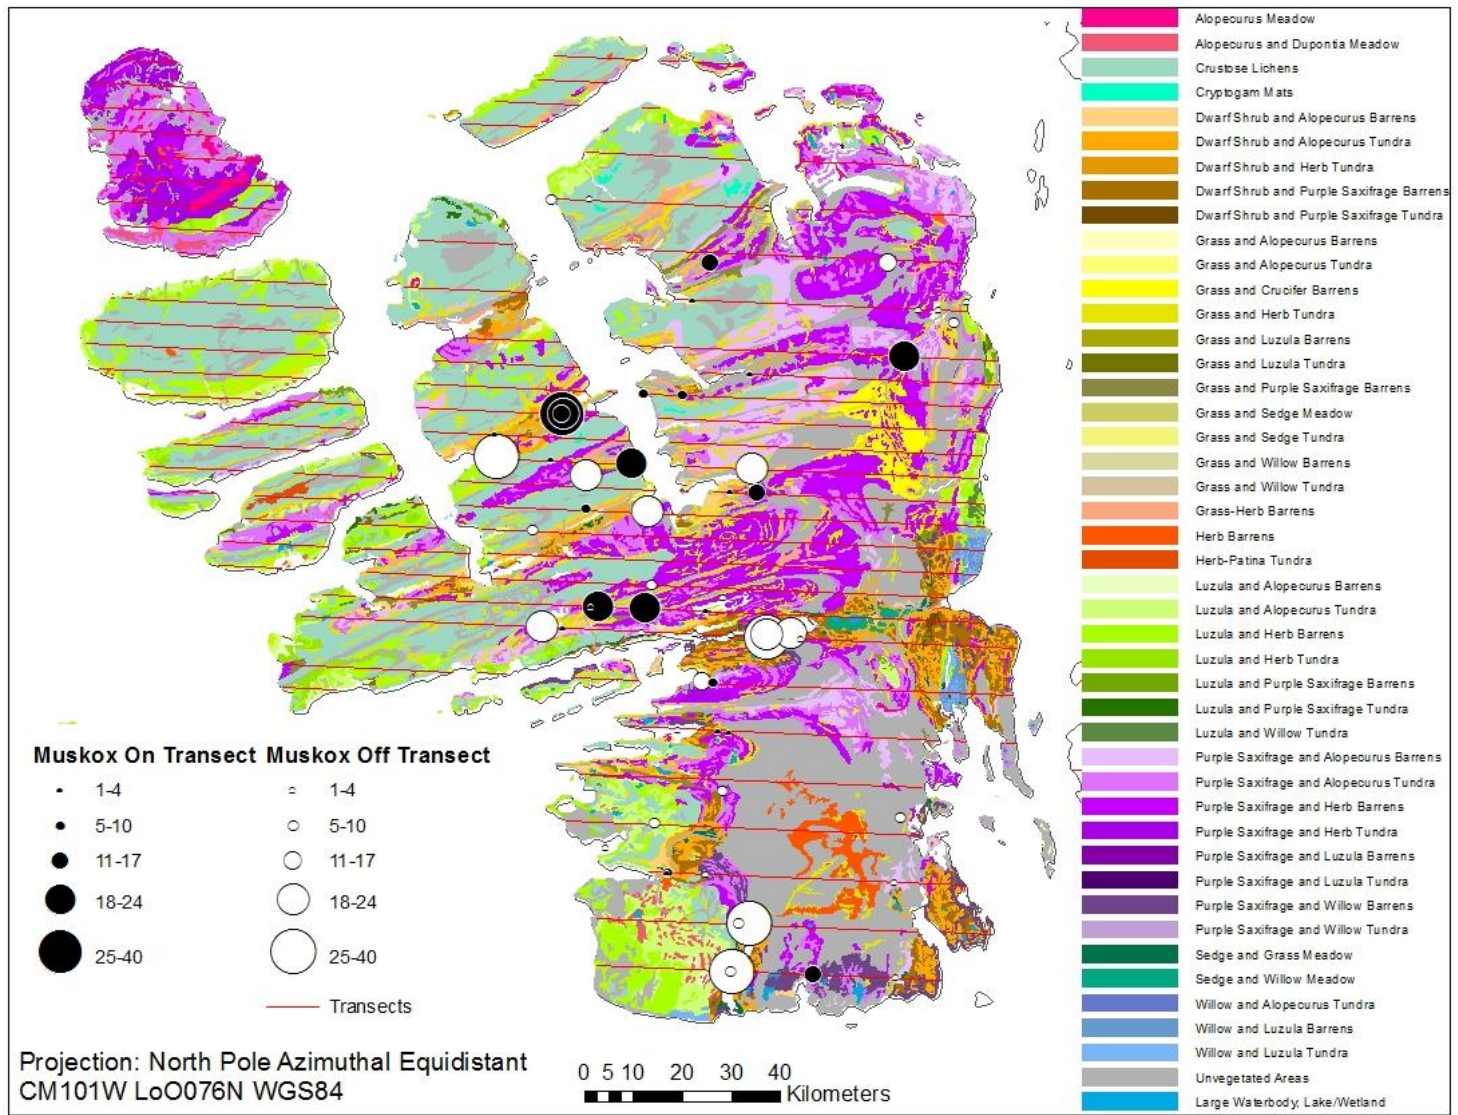 Alopecurus Meadow
Alopecurus and Dupontia Meadow
Crustose Lichens
Cryptogam Mats
Dwarf Shrub and Alopecurus Barrens
Dwarf Shrub and Alopecurus Tundra
Dwarf Shrub and Herb Tundra
Dwarf Shrub and Purple Saxifrage Barrens
Dwarf Shrub and Purple Saxifrage Tundra
Grass and Alopecurus Barrens
Grass and Alopecurus Tundra
Grass and Crucifer Barrens
Grass and Herb Tundra
Grass and Luzula Barrens
Grass and Luzula Tundra
Grass and Purple Saxifrage Barrens
Grass and Sedge Meadow
Grass and Sedge Tundra
Grass and Willow Barrens
Grass and Willow Tundra
Grass-Herb Barrens
Herb Barrens
Herb-Patina Tundra
Luzula and Alopecurus Barrens
Luzula and Alopecurus Tundra
Luzula and Herb Barrens
Luzula and Herb Tundra
Luzula and Purple Saxifrage Barrens
Luzula and Purple Saxifrage Tundra
Luzula and Willow Tundra
Purple Saxifrage and Alopecurus Barrens
Purple Saxifrage and Alopecurus Tundra
Purple Saxifrage and Herb Barrens
Purple Saxifrage and Herb Tundra
Purple Saxifrage and Luzula Barrens
Purple Saxifrage and Luzula Tundra
Purple Saxifrage and Willow Barrens
Purple Saxifrage and Willow Tundra
Sedge and Grass Meadow
Sedge and Willow Meadow
Willow and Alopecurus Tundra
Willow and Luzula Barrens
Willow and Luzula Tundra
Unvegetated Areas
Large Waterbody, Lake/Wetland
Muskox On Transect Muskox Off Transect
1-4 1-4
5-10 5-10
11-17 11-17
18-24 18-24
25-40 25-40
Transects
Projection: North Pole Azimuthal Equidistant
CM101W LoO076N WGS84
0 5 10 20 30 40
Kilometers